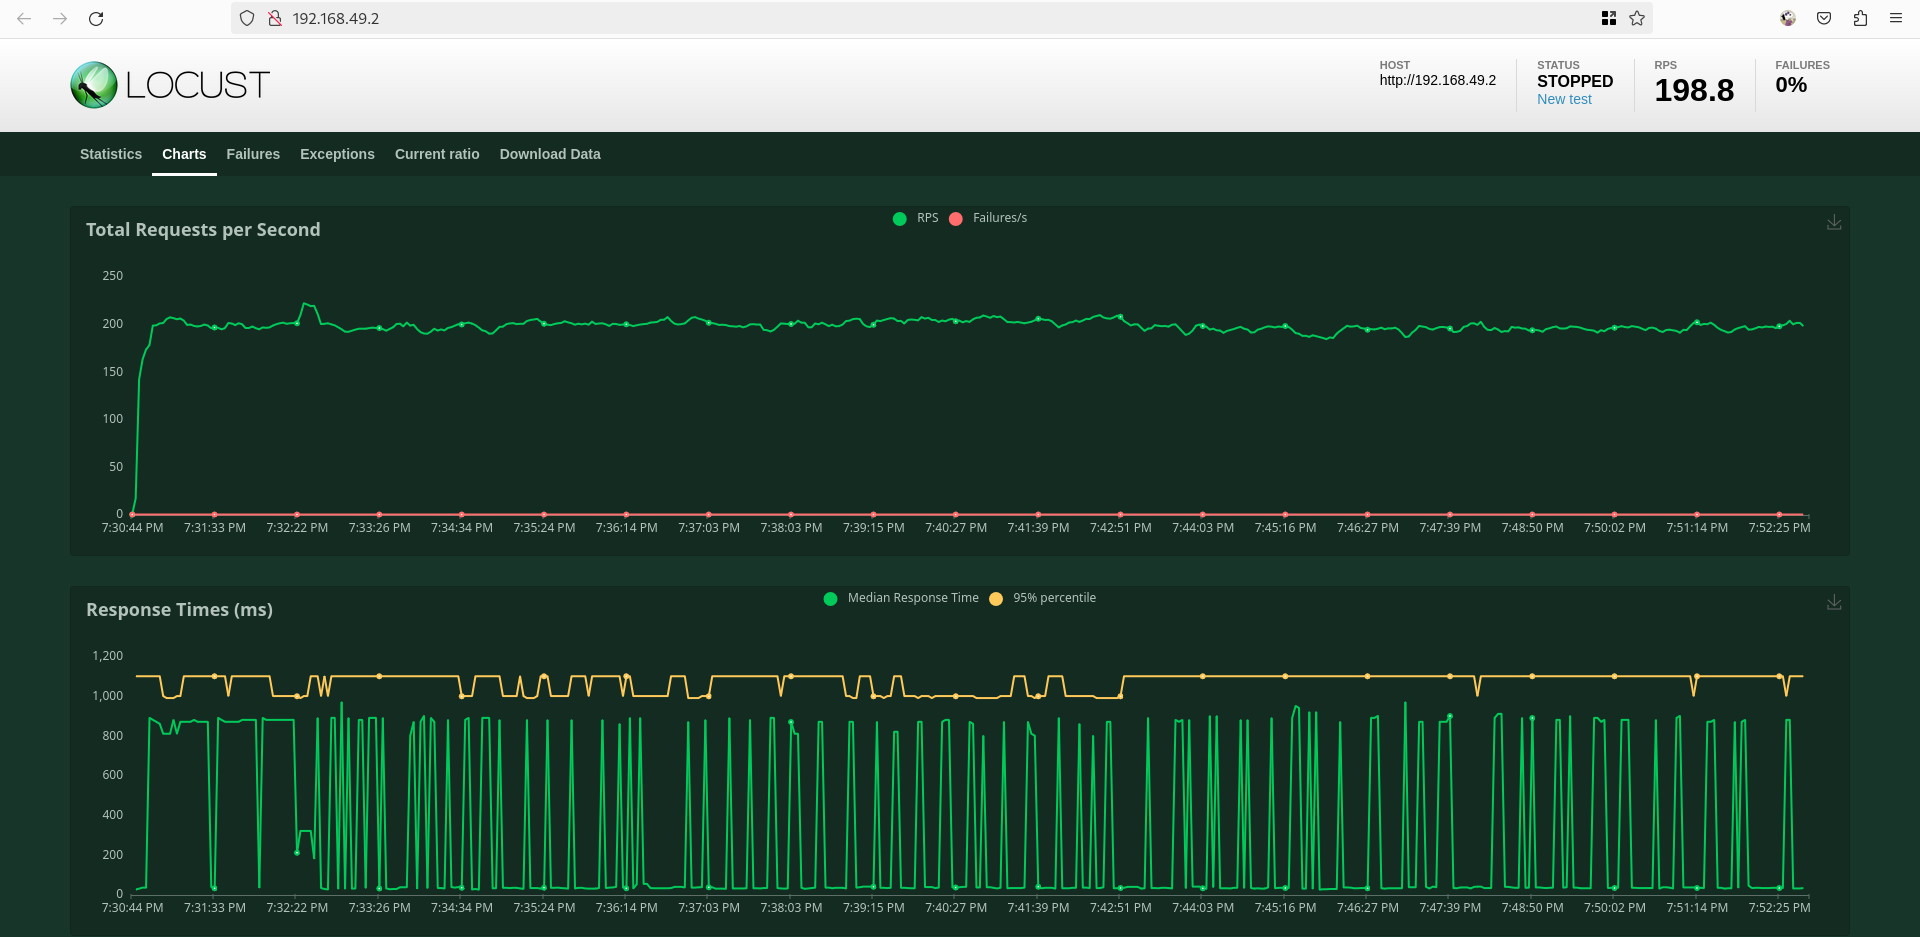 192.168.49.2
LOCUST
HOST
http://192.168.49.2
STATUS
STOPPED
New test
RPS
198.8
FAILURES
0%
Statistics Charts Failures Exceptions Current ratio Download Data
Total Requests per Second
RPS Failures/s
250
200
150
100
50
0
7:30:44 PM 7:31:33 PM 7:32:22 PM 7:33:26 PM 7:34:34 PM 7:35:24 PM 7:36:14 PM 7:37:03 PM 7:38:03 PM 7:39:15 PM 7:40:27 PM 7:41:39 PM 7:42:51 PM 7:44:03 PM 7:45:16 PM 7:46:27 PM 7:47:39 PM 7:48:50 PM 7:50:02 PM 7:51:14 PM 7:52:25 PM
Response Times (ms)
Median Response Time 95% percentile
1,200
1,000
800
600
400
200
0
7:30:44 PM 7:31:33 PM 7:32:22 PM 7:33:26 PM 7:34:34 PM 7:35:24 PM 7:36:14 PM 7:37:03 PM 7:38:03 PM 7:39:15 PM 7:40:27 PM 7:41:39 PM 7:42:51 PM 7:44:03 PM 7:45:16 PM 7:46:27 PM 7:47:39 PM 7:48:50 PM 7:50:02 PM 7:51:14 PM 7:52:25 PM